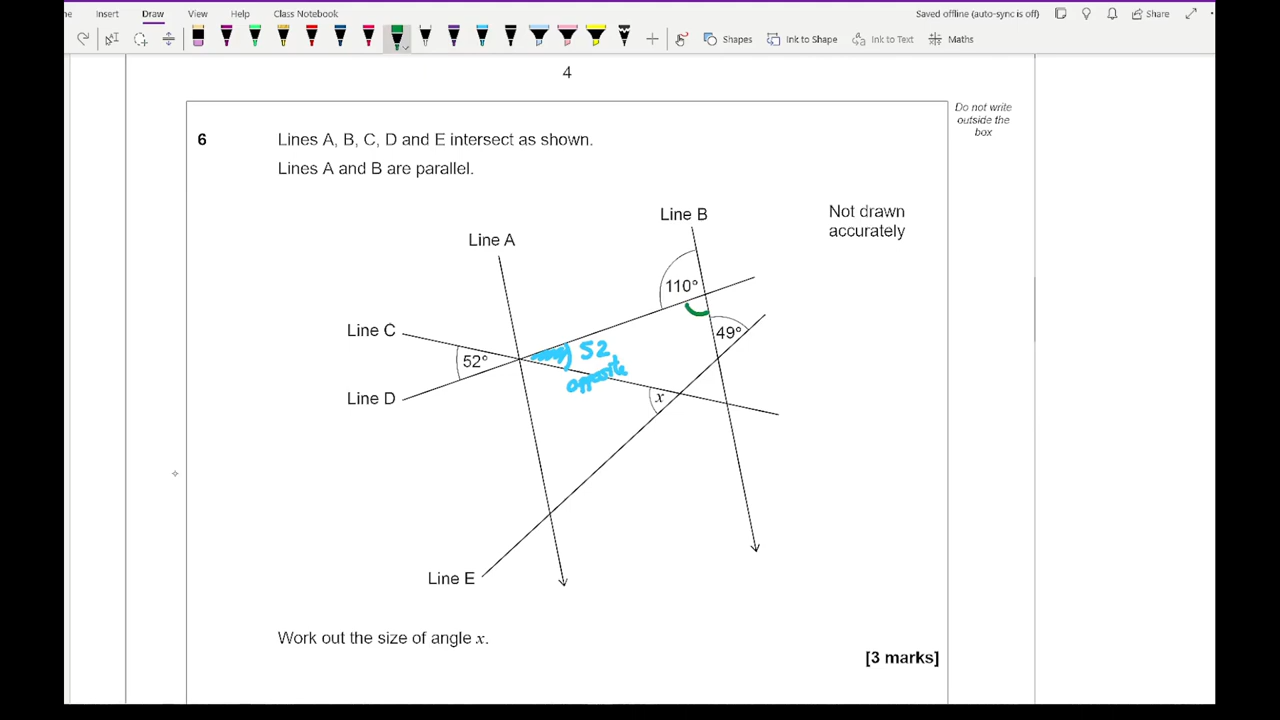 ne Insert Draw View Help Class Notebook Saved offline (auto-sync is off) Share
Shapes Ink to Shape Ink to Text Maths
4
Do not write
outside the
box
6 Lines A, B, C, D and E intersect as shown.
Lines A and B are parallel.
Not drawn
accurately
Line B
Line A
110°
Line C
49°
52°
52
opposite
Line D
x
Line E
Work out the size of angle x.
[3 marks]